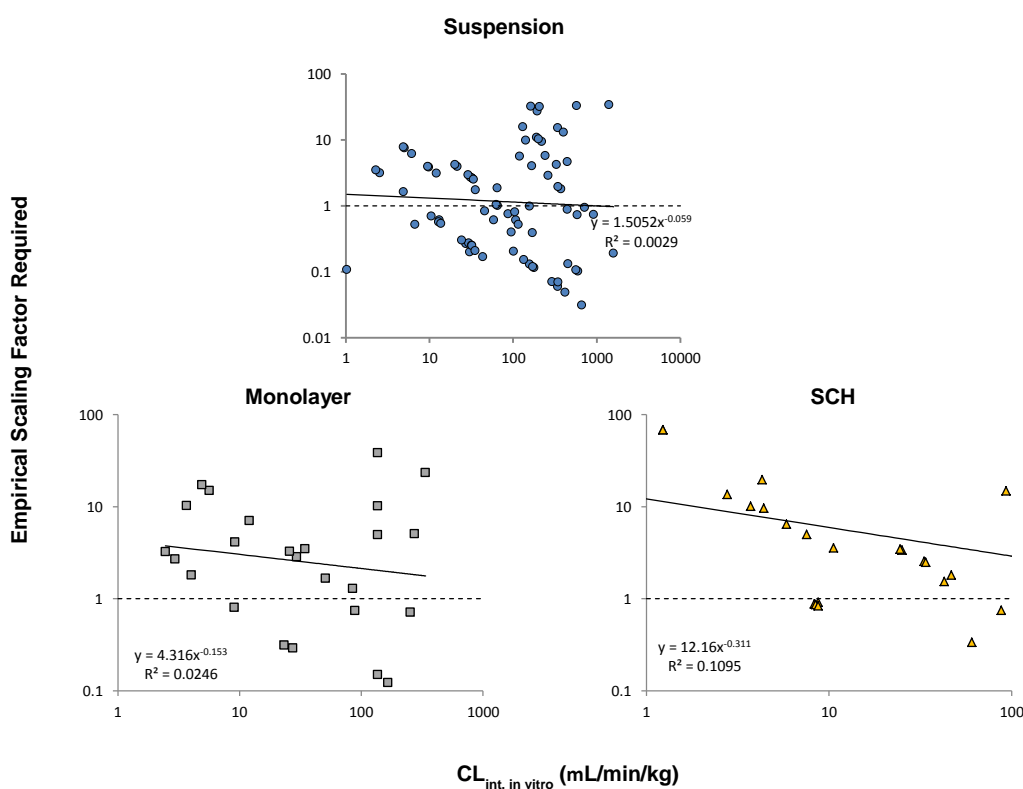 Suspension
100
10
1
0.1
0.01
1
10
100
1000
10000
y = 1.5052x-0.059
R² = 0.0029
Empirical Scaling Factor Required
Monolayer
100
10
1
0.1
1
10
100
1000
y = 4.316x-0.153
R² = 0.0246
SCH
100
10
1
0.1
1
10
100
y = 12.16x-0.311
R² = 0.1095
CLint, in vitro (mL/min/kg)